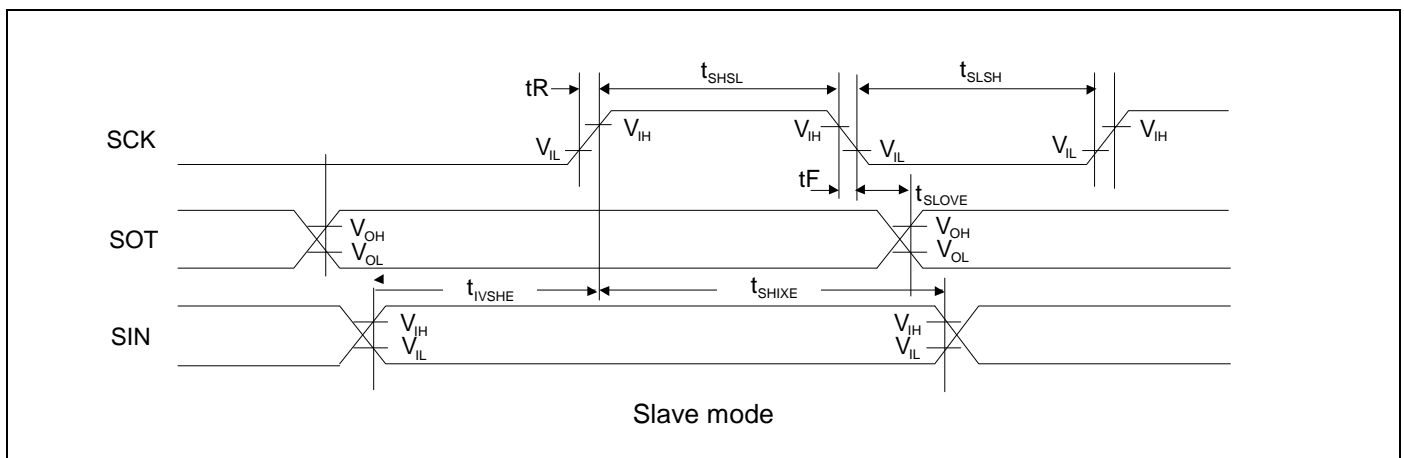 tR
tSHSL
tSLSH
SCK
VIL
VIH
VIH
VIL
VIL
VIH
tF
tSLOVE
SOT
VOH
VOL
VOH
VOL
tIVSHE
tSHIXE
SIN
VIH
VIL
VIH
VIL
Slave mode